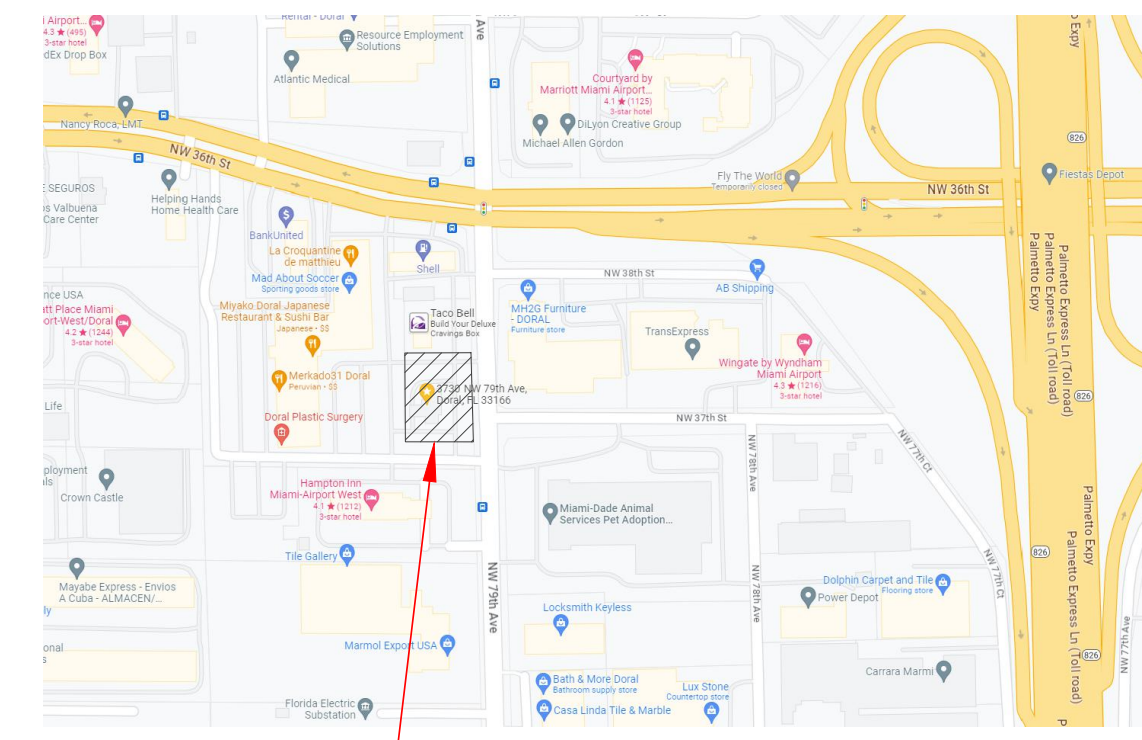 i Airport...
4.3 ★ (495)
3-star hotel
dEx Drop Box
Rental - Doral
Resource Employment
Solutions
Atlantic Medical
Ave
Courtyard by
Marriott Miami Airport...
4.1 ★ (1125)
3-star hotel
DiLyon Creative Group
Michael Allen Gordon
o Expy
826
Nancy Roca, LMT
NW 36th St
Helping Hands
Home Health Care
E SEGUROS
os Valbuena
Care Center
BankUnited
La Croquantine
de matthieu
Mad About Soccer
Sporting goods store
Shell
Fly The World
Temporarily closed
NW 36th St
Fiestas Depot
Palmetto Express Ln (Toll road)
Palmetto Express Ln (Toll road)
Palmetto Expy
NW 38th St
AB Shipping
nce USA
att Place Miami
ort-West/Doral
4.2 ★ (1244)
3-star hotel
Miyako Doral Japanese
Restaurant & Sushi Bar
Japanese • $$
Taco Bell
Build Your Deluxe
Cravings Box
MH2G Furniture
- DORAL
Furniture store
TransExpress
Wingate by Wyndham
Miami Airport
4.3 ★ (1216)
3-star hotel
Merkado31 Doral
Peruvian • $$
3730 NW 79th Ave,
Doral, FL 33166
826
Life
Doral Plastic Surgery
NW 37th St
NW 77th Ct
NW 78th Ave
ployment
als
Crown Castle
Hampton Inn
Miami-Airport West
4.1 ★ (1212)
3-star hotel
Miami-Dade Animal
Services Pet Adoption...
Palmetto Expy
Palmetto Express Ln (Toll road)
826
Tile Gallery
NW 79th Ave
NW 78th Ave
NW 77th Ct
Mayabe Express - Envios
A Cuba - ALMACEN/...
ly
Dolphin Carpet and Tile
Flooring store
Power Depot
Locksmith Keyless
NW 77th Ave
onal
s
Marmol Export USA
826
Carrara Marmi
Bath & More Doral
Bathroom supply store
Lux Stone
Countertop store
Casa Linda Tile & Marble
Florida Electric
Substation
P